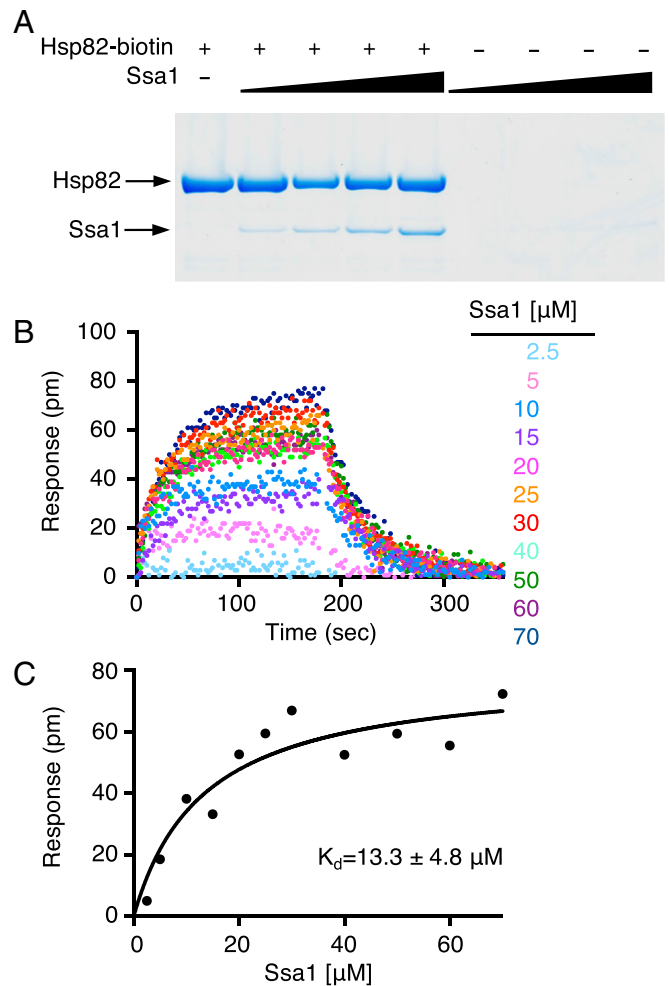 A
Hsp82-biotin + + + + + – – – –
Ssa1 –
Hsp82
Ssa1
B
Ssa1 [µM]
2.5
5
10
15
20
25
30
40
50
60
70
Response (pm)
100
80
60
40
20
0
0 100 200 300
Time (sec)
C
Response (pm)
80
60
40
20
0
K<sub>d</sub>=13.3 ± 4.8 µM
0 20 40 60
Ssa1 [µM]